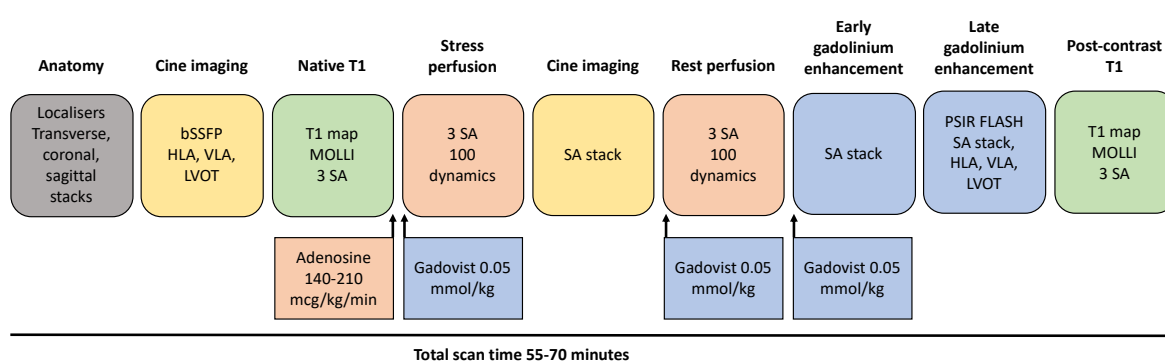 Anatomy
Cine imaging
Native T1
Stress
perfusion
Cine imaging
Rest perfusion
Early
gadolinium
enhancement
Late
gadolinium
enhancement
Post-contrast
T1
Localisers
Transverse,
coronal,
sagittal
stacks
bSSFP
HLA, VLA,
LVOT
T1 map
MOLLI
3 SA
3 SA
100
dynamics
SA stack
3 SA
100
dynamics
SA stack
PSIR FLASH
SA stack,
HLA, VLA,
LVOT
T1 map
MOLLI
3 SA
Adenosine
140-210
mcg/kg/min
Gadovist 0.05
mmol/kg
Gadovist 0.05
mmol/kg
Gadovist 0.05
mmol/kg
Total scan time 55-70 minutes